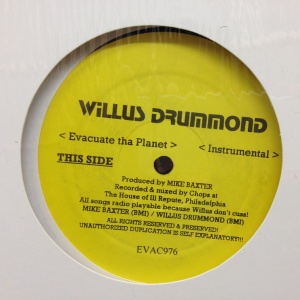 WiLLUS DRUMMOND
< Evacuate tha Planet >
< Instrumental >
THIS SIDE
Produced by MIKE BAXTER
Recorded & mixed by Chops at
The House of Ill Repute, Philadelphia
All songs radio playable because Willus don't cuss!
MIKE BAXTER (BMI) / WILLUS DRUMMOND (BMI)
ALL RIGHTS RESERVED & PRESERVED!
UNAUTHORIZED DUPLICATION IS SELF EXPLANATORY!!!
EVAC976